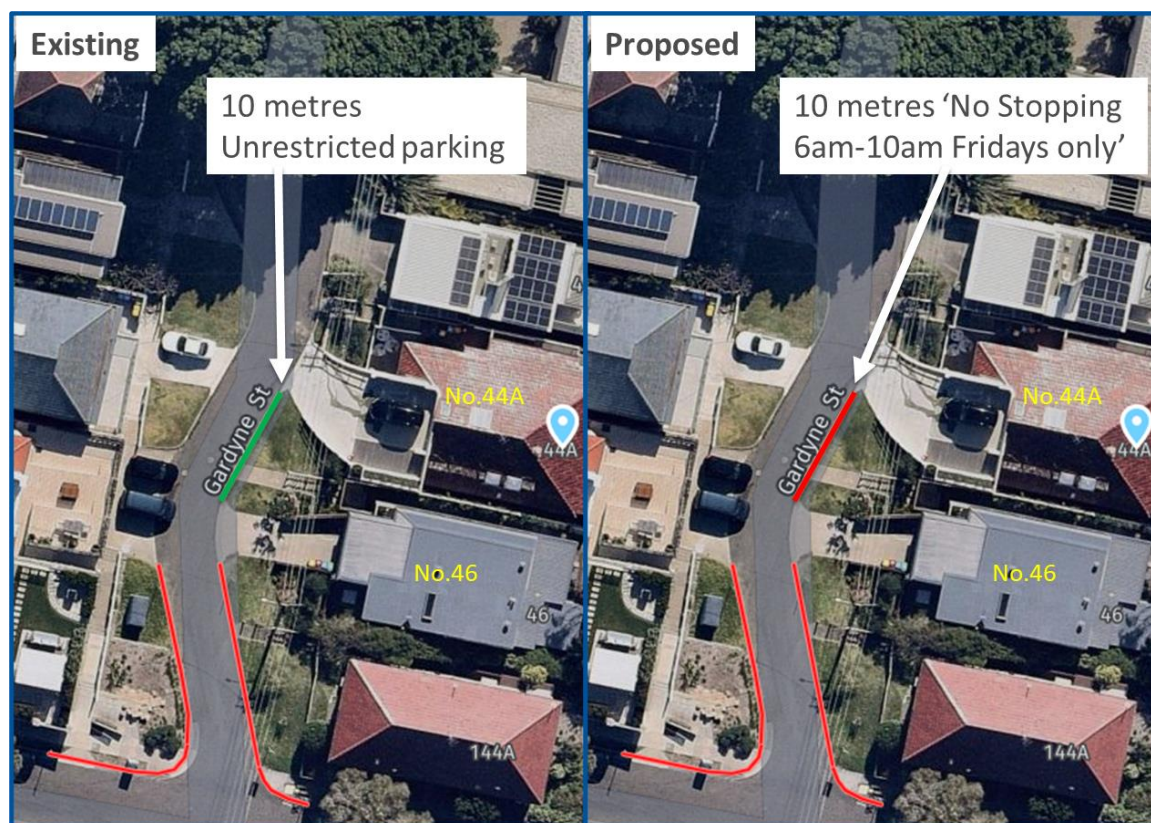 Existing
10 metres
Unrestricted parking
Gardyne St
No.44A
44A
No.46
46
144A
Proposed
10 metres ‘No Stopping
6am-10am Fridays only’
Gardyne St
No.44A
44A
No.46
46
144A